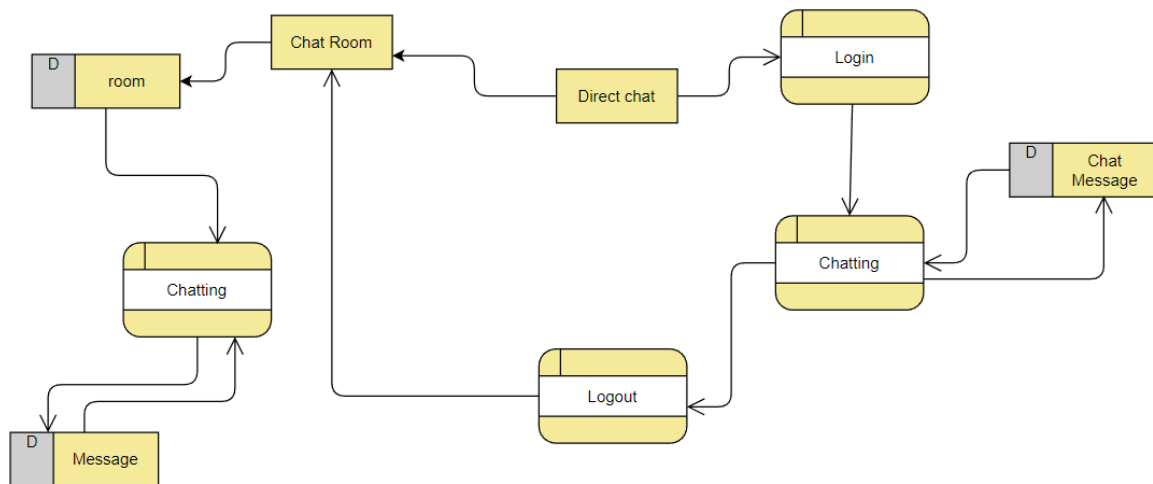 Chat Room
Login
D
room
Direct chat
D
Chat
Message
Chatting
Chatting
Logout
D
Message